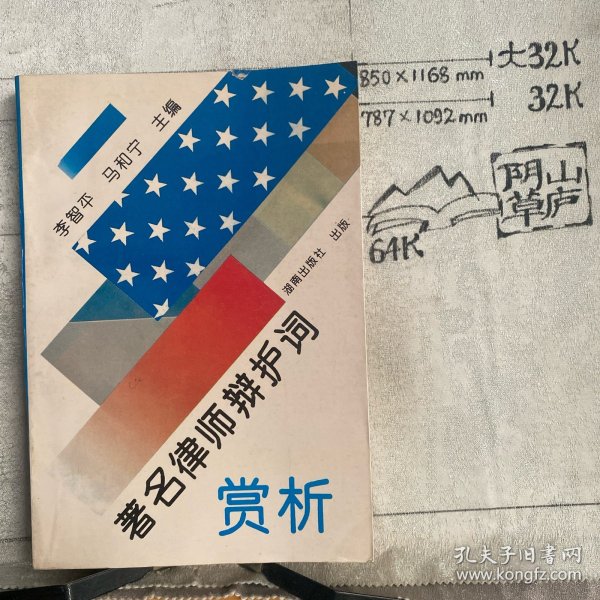 李智平 马和宁 主编
湖南出版社 出版
著名律师辩护词
赏析
850×1168mm 大32K
787×1092mm 32K
64K
阴山
草庐
孔夫子旧书网
www.kongfz.com